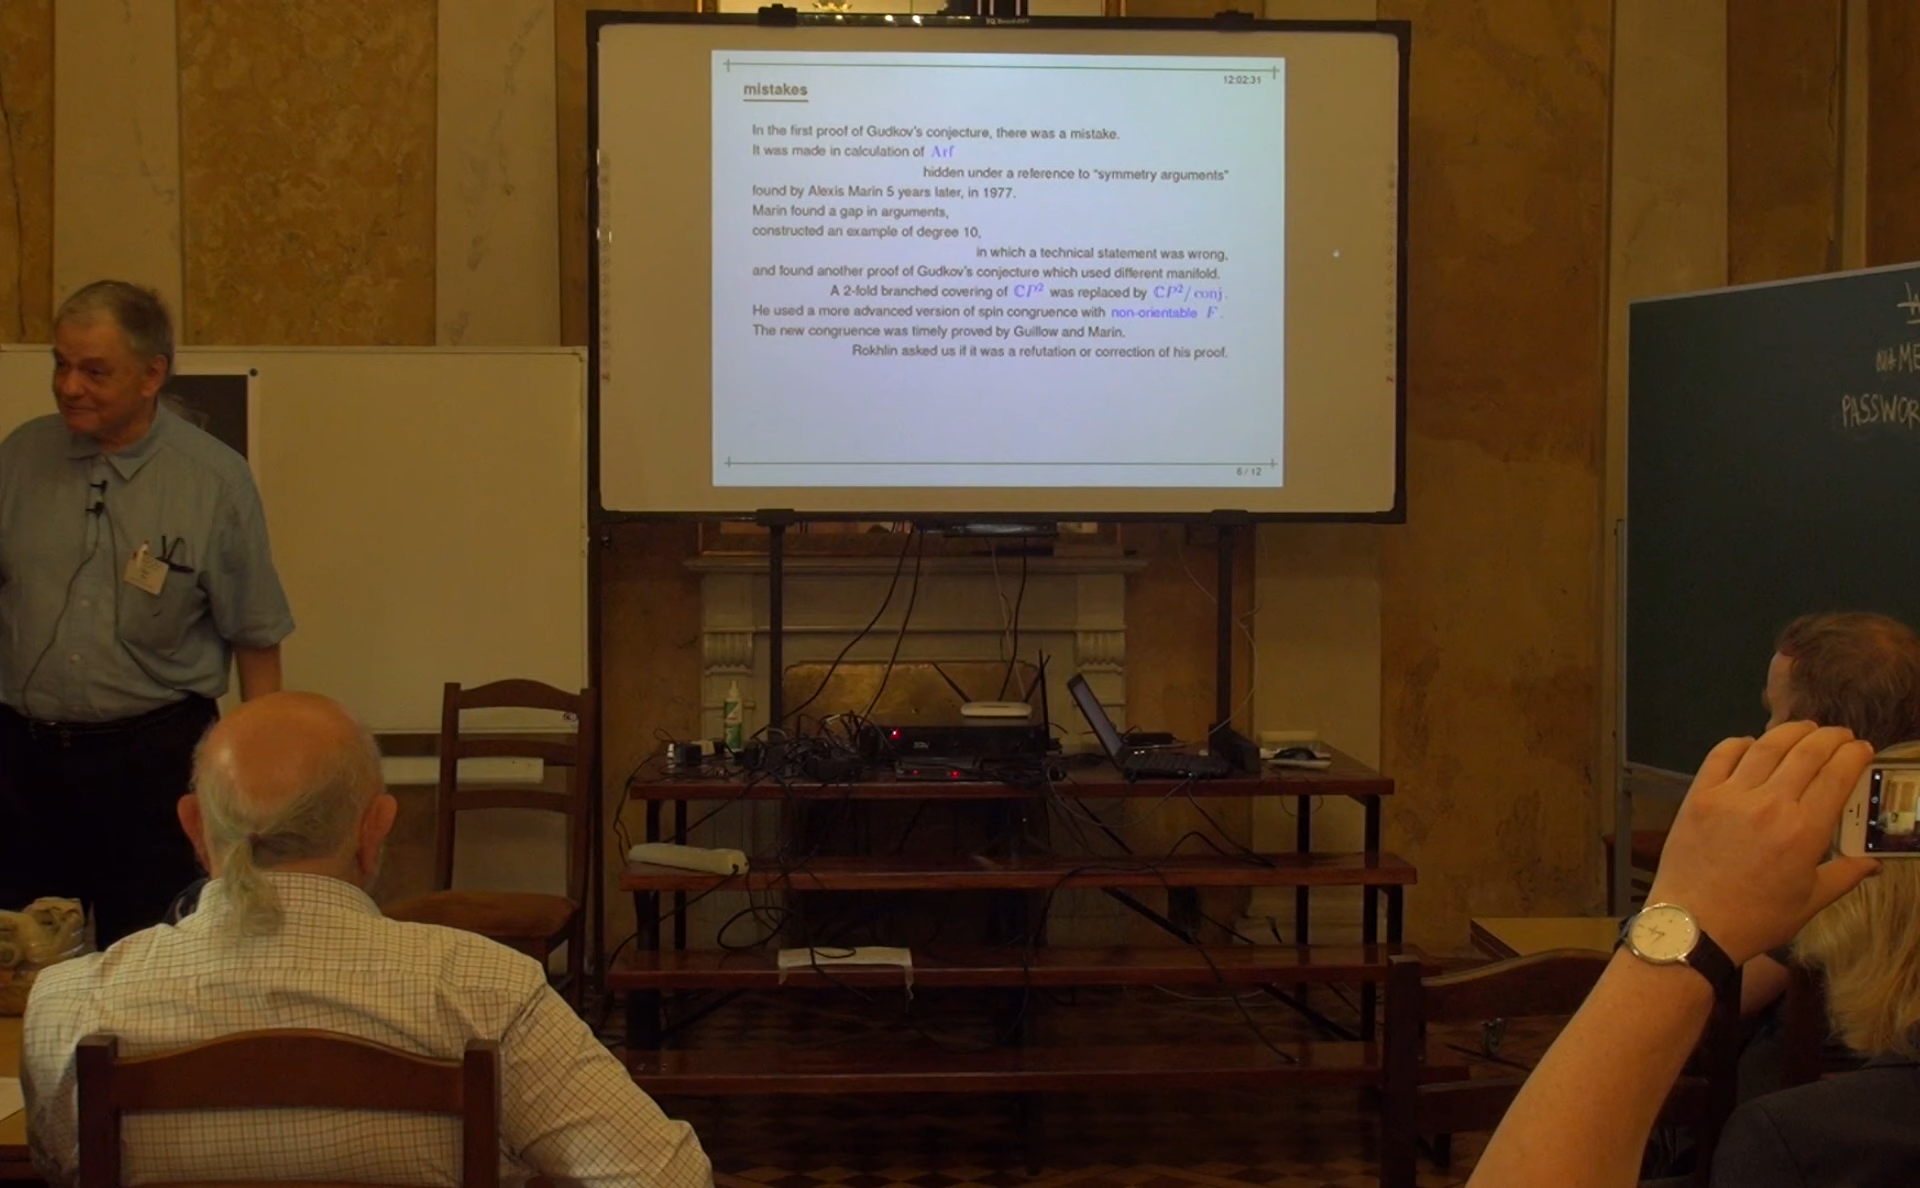 12:02:31
mistakes
In the first proof of Gudkov's conjecture, there was a mistake.
It was made in calculation of Arf
hidden under a reference to "symmetry arguments"
found by Alexis Marin 5 years later, in 1977.
Marin found a gap in arguments,
constructed an example of degree 10,
in which a technical statement was wrong,
and found another proof of Gudkov's conjecture which used different manifold.
A 2-fold branched covering of CP² was replaced by CP²/conj.
He used a more advanced version of spin congruence with non-orientable F.
The new congruence was timely proved by Guillow and Marin.
Rokhlin asked us if it was a refutation or correction of his proof.
6 / 12
PASSWOR